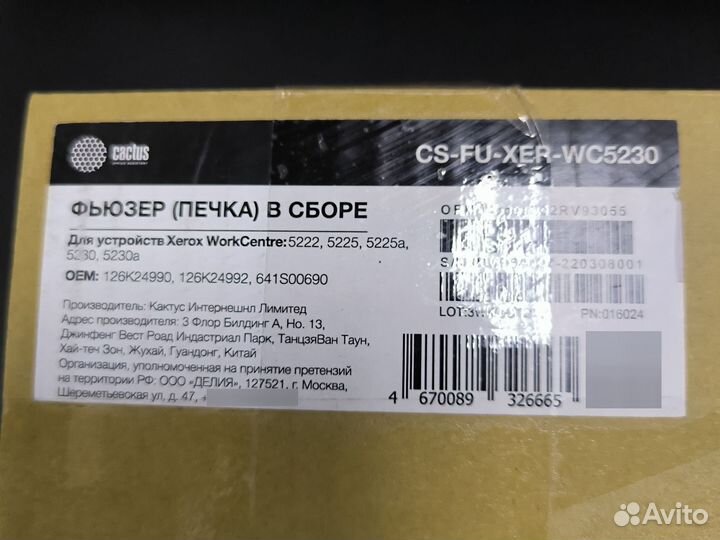 cactus
CS-FU-XER-WC5230
ФЬЮЗЕР (ПЕЧКА) В СБОРЕ
Для устройств Xerox WorkCentre: 5222, 5225, 5225a,
5230, 5230a
OEM: 126K24990, 126K24992, 641S00690
Производитель: Кактус Интернешнл Лимитед
Адрес производителя: 3 Флор Билдинг А, Но. 13,
Джинфенг Вест Роад Индастриал Парк, ТанцзяВан Таун,
Хай-теч Зон, Жухай, Гуандонг, Китай
Организация, уполномоченная на принятие претензий
на территории РФ: ООО «ДЕЛИЯ», 127521, г. Москва,
Шереметьевская ул, д. 47,
PN:016024
4 670089 326665
Avito